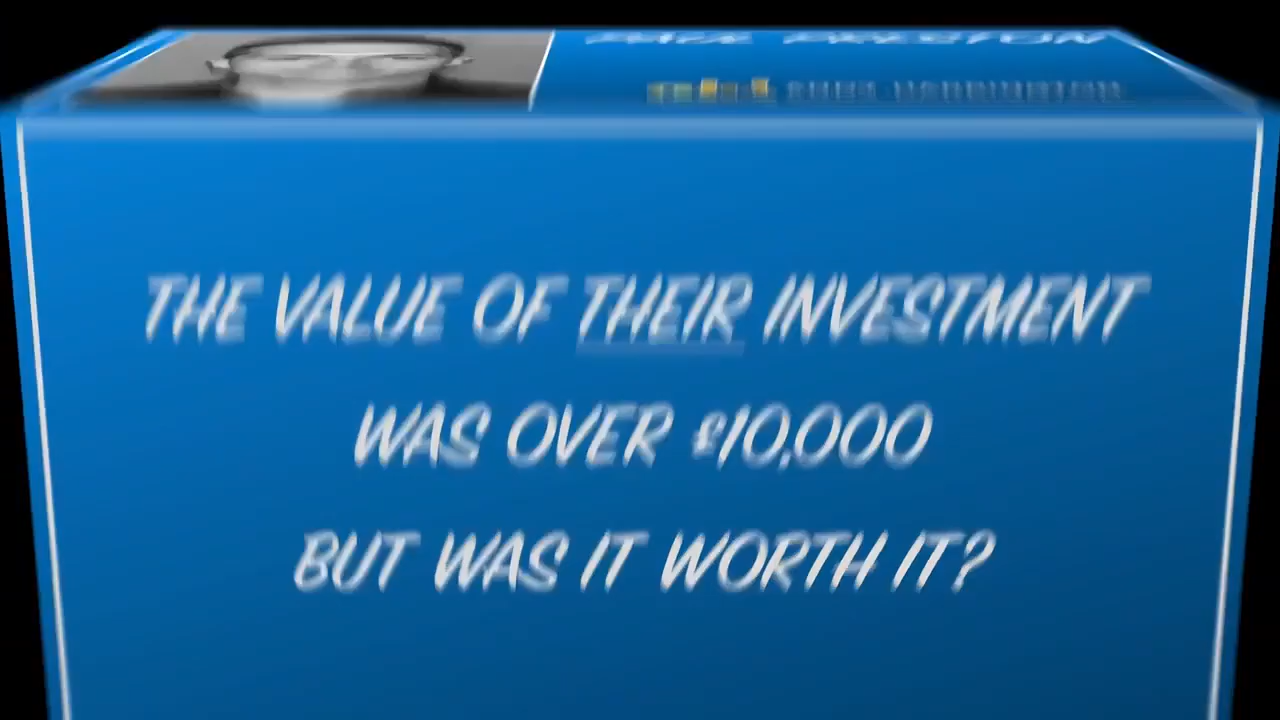 THE VALUE OF THEIR INVESTMENT
WAS OVER £10,000
BUT WAS IT WORTH IT?